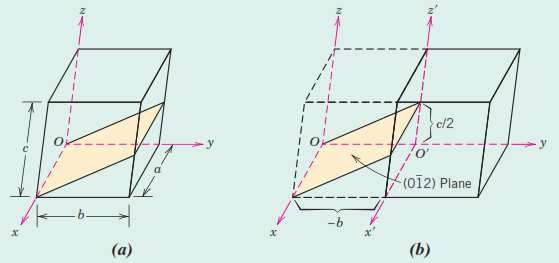 z
c
O
y
a
b
x
(a)
z
z′
c/2
O
y
O′
(01̄2) Plane
-b
x
x′
(b)